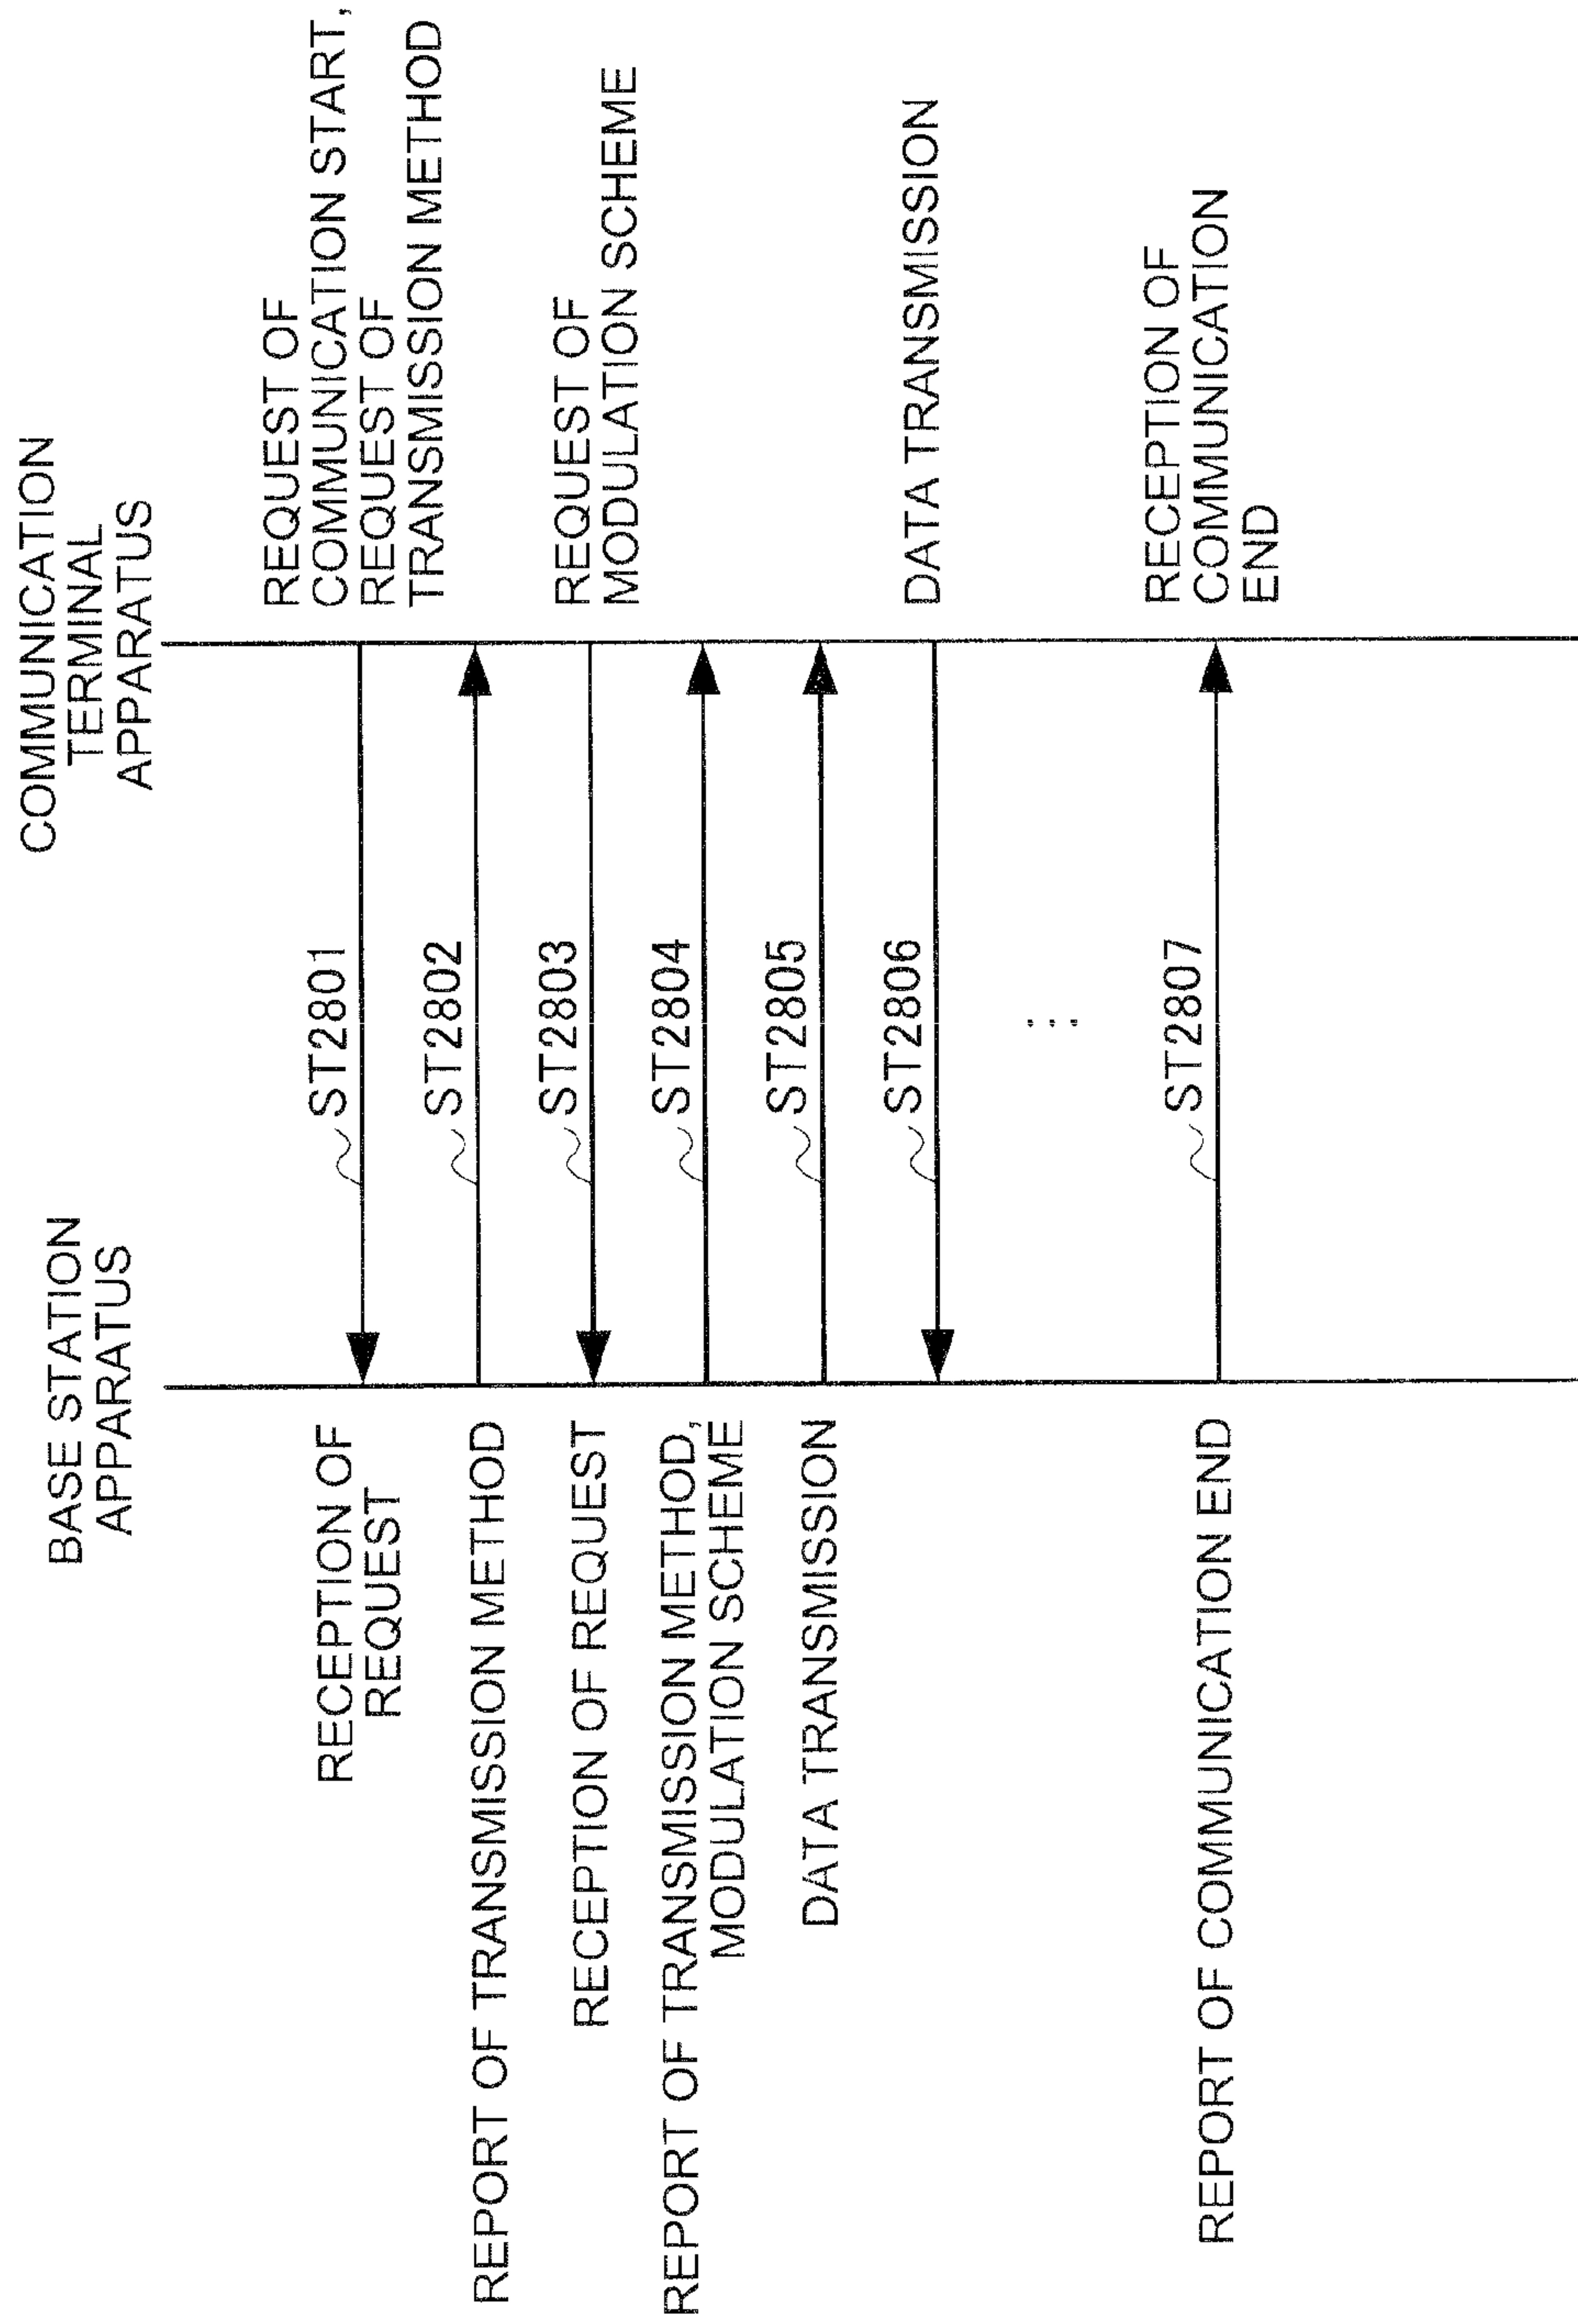 BASE STATION
APPARATUS
COMMUNICATION
TERMINAL
APPARATUS
RECEPTION OF
REQUEST
ST2801
REQUEST OF
COMMUNICATION START,
REQUEST OF
TRANSMISSION METHOD
REPORT OF TRANSMISSION METHOD
ST2802
RECEPTION OF REQUEST
ST2803
REQUEST OF
MODULATION SCHEME
REPORT OF TRANSMISSION METHOD,
MODULATION SCHEME
ST2804
DATA TRANSMISSION
ST2805
ST2806
DATA TRANSMISSION
...
REPORT OF COMMUNICATION END
ST2807
RECEPTION OF
COMMUNICATION
END